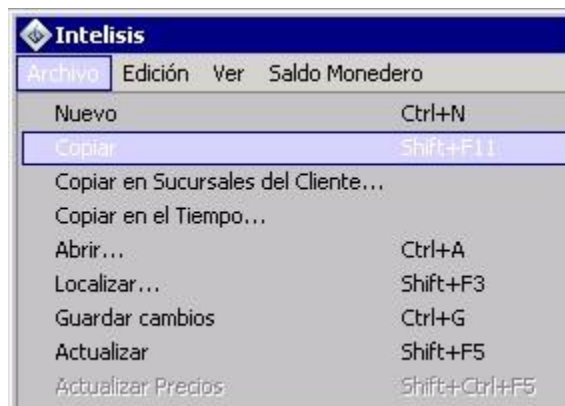 Intelisis
Archivo Edición Ver Saldo Monedero
Nuevo Ctrl+N
Copiar Shift+F11
Copiar en Sucursales del Cliente...
Copiar en el Tiempo...
Abrir... Ctrl+A
Localizar... Shift+F3
Guardar cambios Ctrl+G
Actualizar Shift+F5
Actualizar Precios Shift+Ctrl+F5